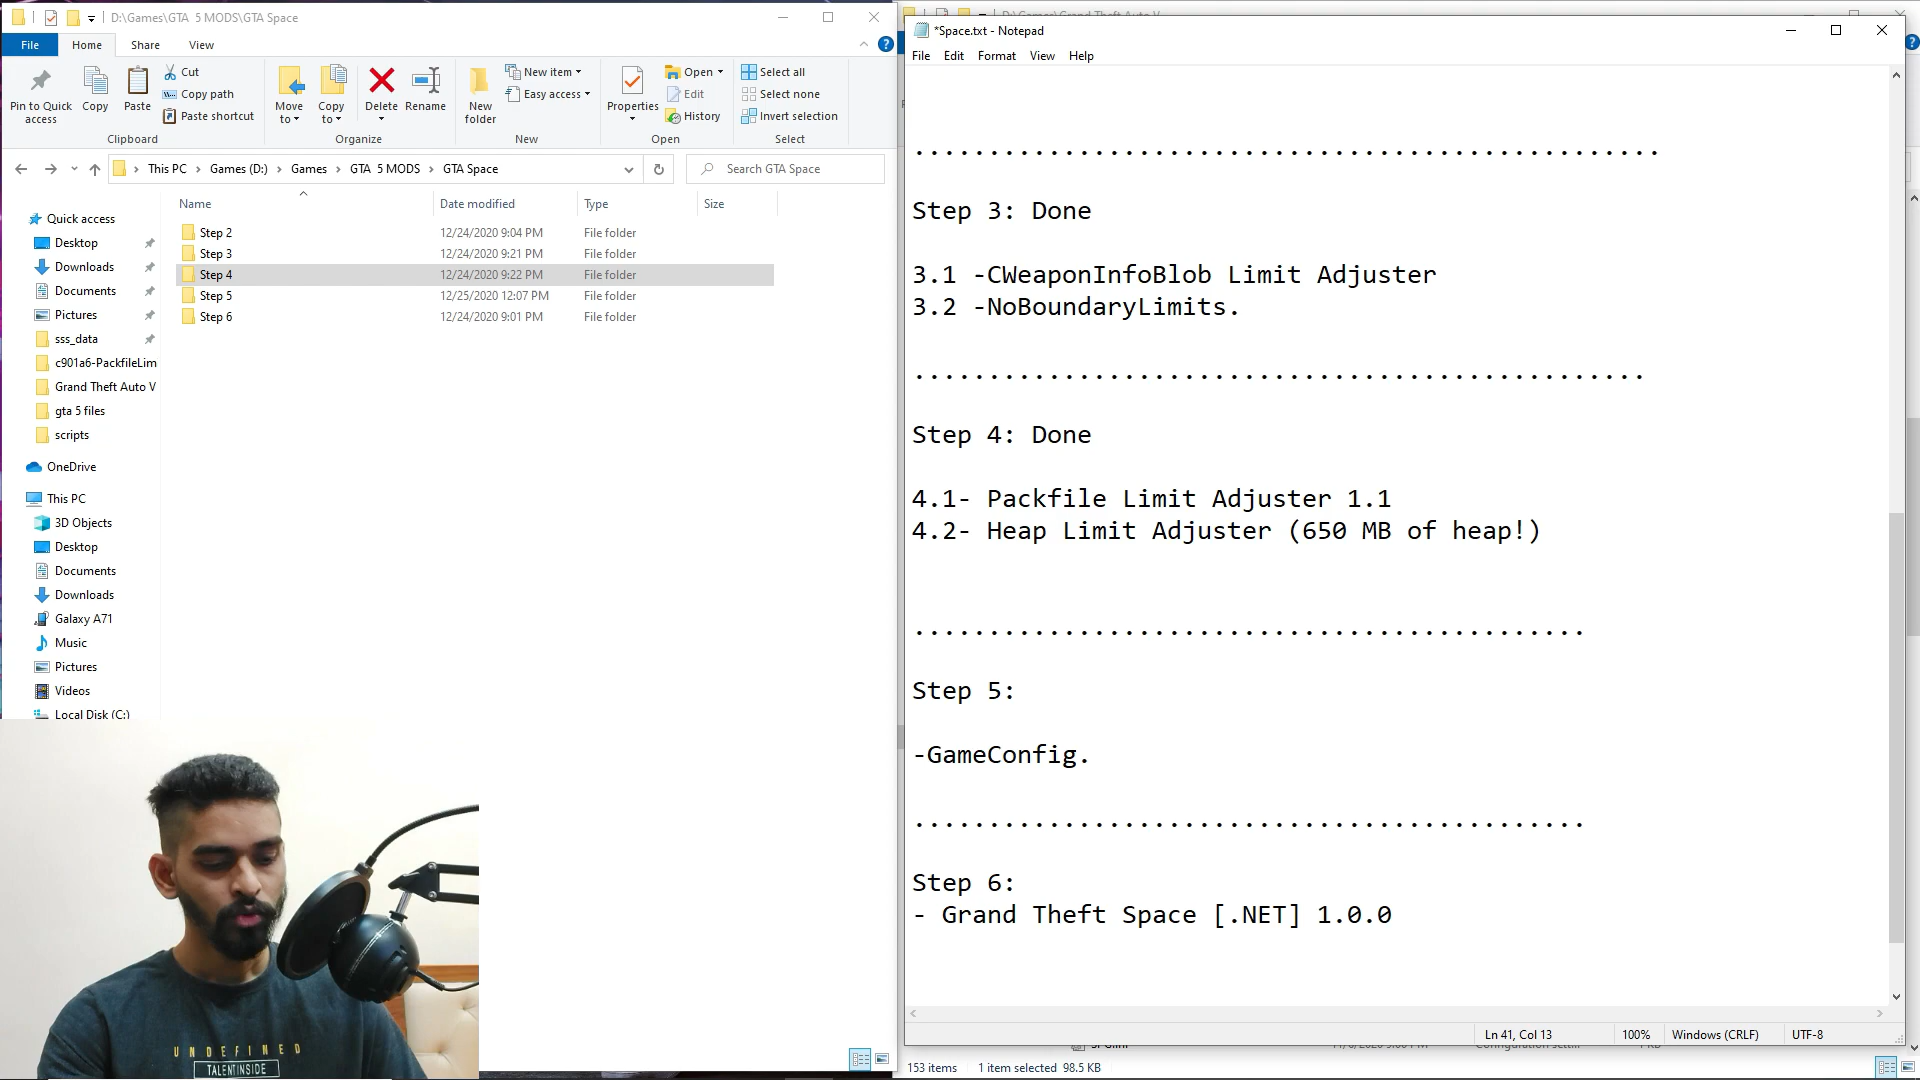 D:\Games\GTA 5 MODS\GTA Space
File
Home
Share
View
Pin to Quick access
Copy
Paste
Cut
Copy path
Paste shortcut
Clipboard
Move to
Copy to
Delete
Rename
Organize
New folder
New item
Easy access
New
Properties
Open
Edit
History
Open
Select all
Select none
Invert selection
Select
This PC
Games (D:)
Games
GTA 5 MODS
GTA Space
Search GTA Space
Name
Date modified
Type
Size
Step 2 12/24/2020 9:04 PM File folder
Step 3 12/24/2020 9:21 PM File folder
Step 4 12/24/2020 9:22 PM File folder
Step 5 12/25/2020 12:07 PM File folder
Step 6 12/24/2020 9:01 PM File folder
Quick access
Desktop
Downloads
Documents
Pictures
sss_data
c901a6-PackfileLim
Grand Theft Auto V
gta 5 files
scripts
OneDrive
This PC
3D Objects
Desktop
Documents
Downloads
Galaxy A71
Music
Pictures
Videos
Local Disk (C:)
UNDEFINED
TALENTINSIDE
*Space.txt - Notepad
File
Edit
Format
View
Help
..................................................
Step 3: Done
3.1 -CWeaponInfoBlob Limit Adjuster
3.2 -NoBoundaryLimits.
.................................................
Step 4: Done
4.1- Packfile Limit Adjuster 1.1
4.2- Heap Limit Adjuster (650 MB of heap!)
.............................................
Step 5:
-GameConfig.
.............................................
Step 6:
- Grand Theft Space [.NET] 1.0.0
Ln 41, Col 13
100%
Windows (CRLF)
UTF-8
153 items
1 item selected 98.5 KB